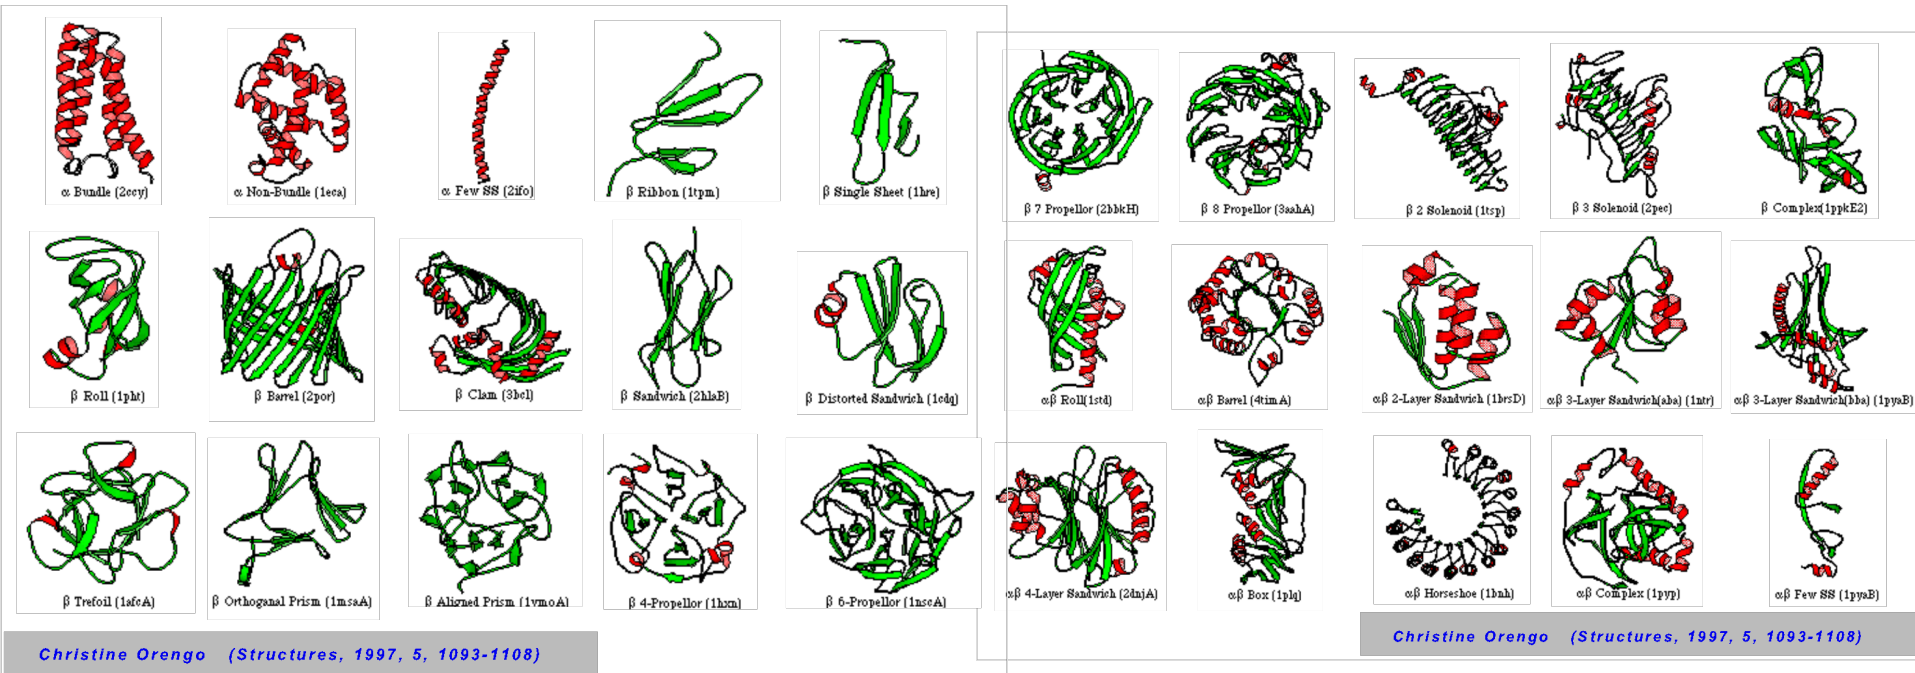 α Bundle (2ccy)
α Non-Bundle (1eca)
α Few SS (2ifo)
β Ribbon (1tpm)
β Single Sheet (1hre)
β 7 Propellor (2bbkH)
β 8 Propellor (3aahA)
β 2 Solenoid (1tsp)
β 3 Solenoid (2pec)
β Complex(1ppkE2)
β Roll (1pht)
β Barrel (2por)
β Clam (3bcl)
β Sandwich (2hlaB)
β Distorted Sandwich (1cdq)
αβ Roll(1std)
αβ Barrel (4timA)
αβ 2-Layer Sandwich (1brsD)
αβ 3-Layer Sandwich(aba) (1ntr)
αβ 3-Layer Sandwich(bba) (1pyaB)
β Trefoil (1afcA)
β Orthoganal Prism (1msaA)
β Aligned Prism (1vmoA)
β 4-Propellor (1hxn)
β 6-Propellor (1nscA)
αβ 4-Layer Sandwich (2dnjA)
αβ Box (1plq)
αβ Horseshoe (1bnh)
αβ Complex (1pyp)
αβ Few SS (1pyaB)
Christine Orengo (Structures, 1997, 5, 1093-1108)
Christine Orengo (Structures, 1997, 5, 1093-1108)